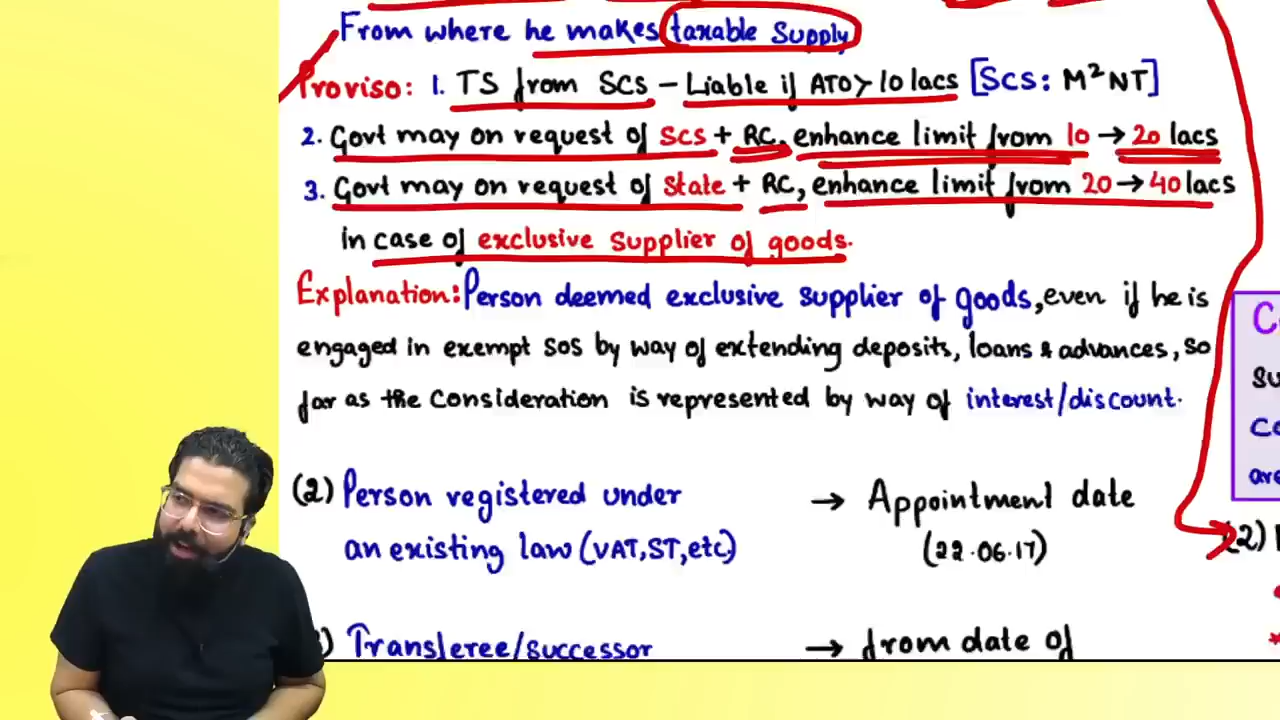 From where he makes taxable supply
Proviso: 1. TS from SCS - Liable if ATO > 10 lacs [SCS: M²NT]
2. Govt may on request of SCS + RC, enhance limit from 10 → 20 lacs
3. Govt may on request of State + RC, enhance limit from 20 → 40 lacs
in case of exclusive supplier of goods.
Explanation: Person deemed exclusive supplier of goods, even if he is
engaged in exempt SOS by way of extending deposits, loans & advances, so
far as the consideration is represented by way of interest/discount.
(2) Person registered under → Appointment date
an existing law (VAT, ST, etc) (22.06.17)
) Transferee/successor → from date of
(2)